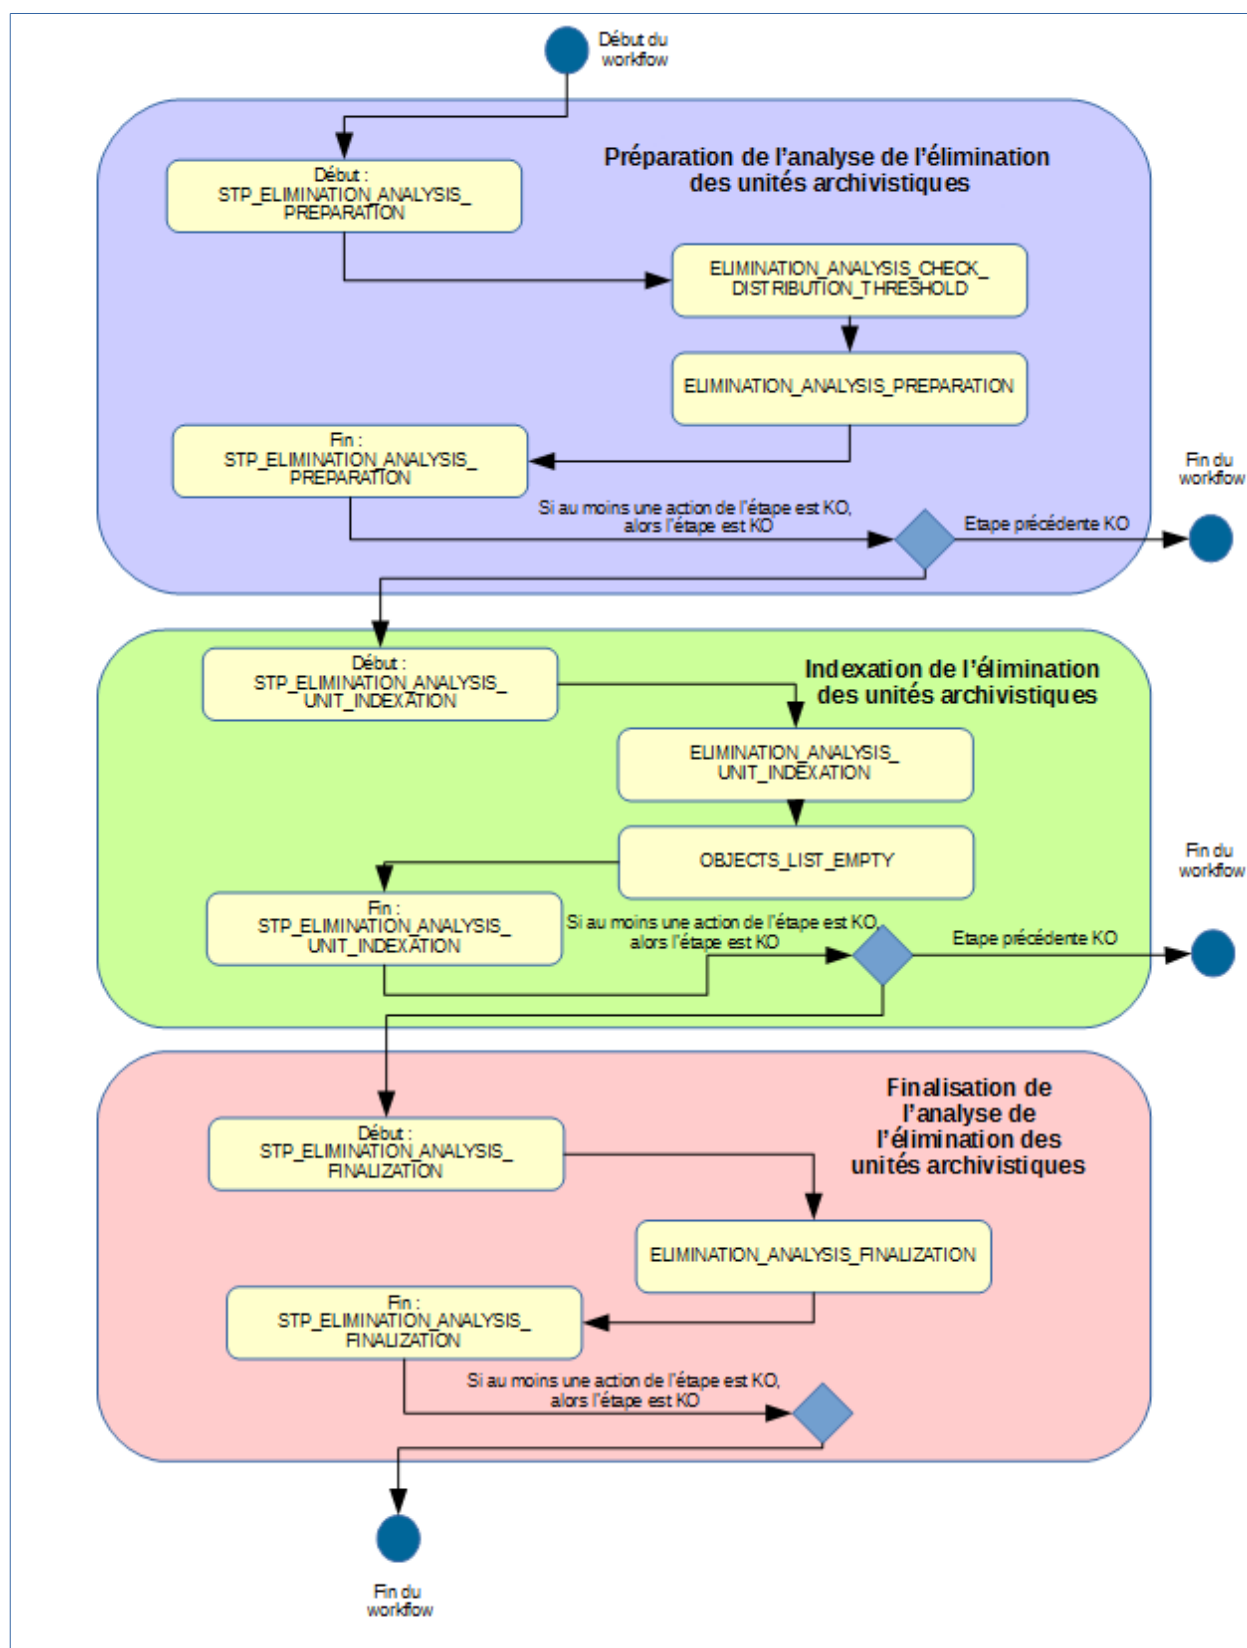 Début du
workflow
Préparation de l'analyse de l'élimination
des unités archivistiques
Début :
STP_ELIMINATION_ANALYSIS_
PREPARATION
ELIMINATION_ANALYSIS_CHECK_
DISTRIBUTION_THRESHOLD
ELIMINATION_ANALYSIS_PREPARATION
Fin :
STP_ELIMINATION_ANALYSIS_
PREPARATION
Fin du
workflow
Si au moins une action de l'étape est KO,
alors l'étape est KO
Etape précédente KO
Début :
STP_ELIMINATION_ANALYSIS_
UNIT_INDEXATION
Indexation de l'élimination
des unités archivistiques
ELIMINATION_ANALYSIS_
UNIT_INDEXATION
OBJECTS_LIST_EMPTY
Fin du
workflow
Fin :
STP_ELIMINATION_ANALYSIS_
UNIT_INDEXATION
Si au moins une action de l'étape est KO,
alors l'étape est KO
Etape précédente KO
Finalisation de
l'analyse de
l'élimination des
unités archivistiques
Début :
STP_ELIMINATION_ANALYSIS_
FINALIZATION
ELIMINATION_ANALYSIS_FINALIZATION
Fin :
STP_ELIMINATION_ANALYSIS_
FINALIZATION
Si au moins une action de l'étape est KO,
alors l'étape est KO
Fin du
workflow